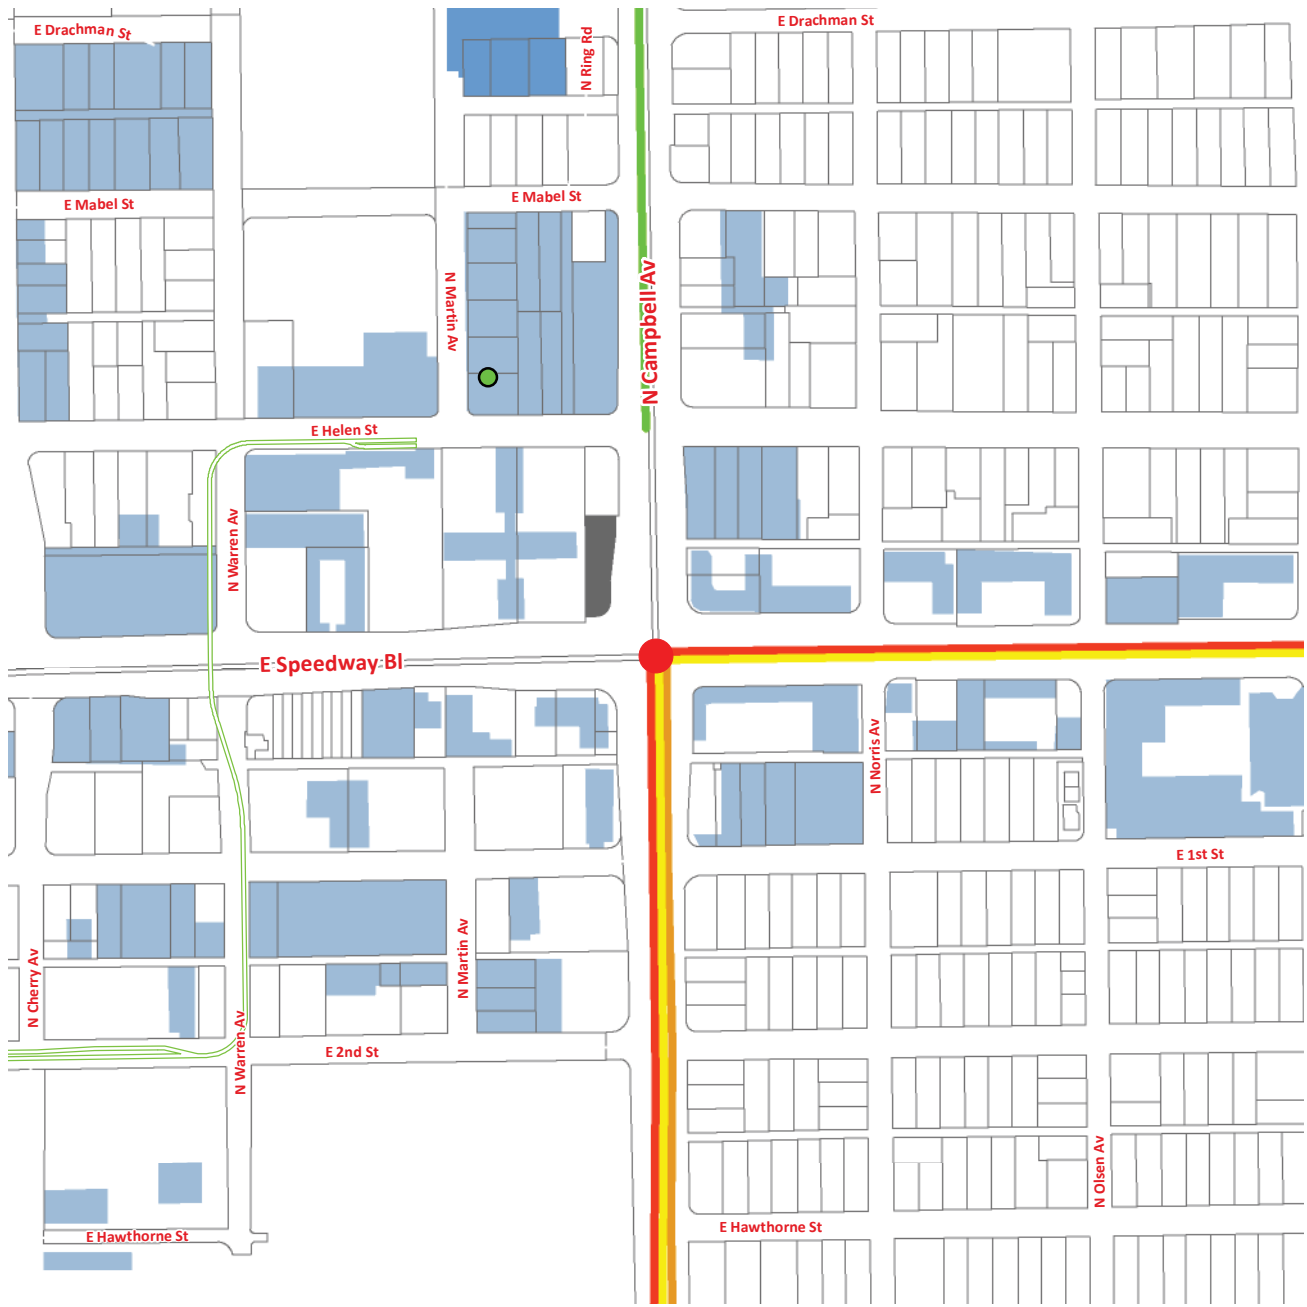 E Drachman St
E Drachman St
N Ring Rd
E Mabel St
E Mabel St
N Martin Av
N Campbell Av
E Helen St
N Warren Av
E Speedway Bl
N Norris Av
E 1st St
N Cherry Av
N Martin Av
N Warren Av
E 2nd St
N Olsen Av
E Hawthorne St
E Hawthorne St